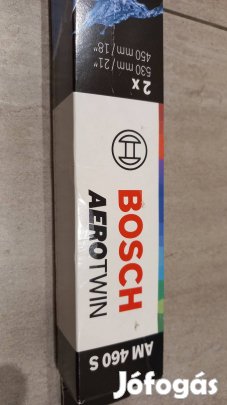 2x
530 mm/21"
450 mm/18"
BOSCH
AEROTWIN
AM 460 S
Jófogás